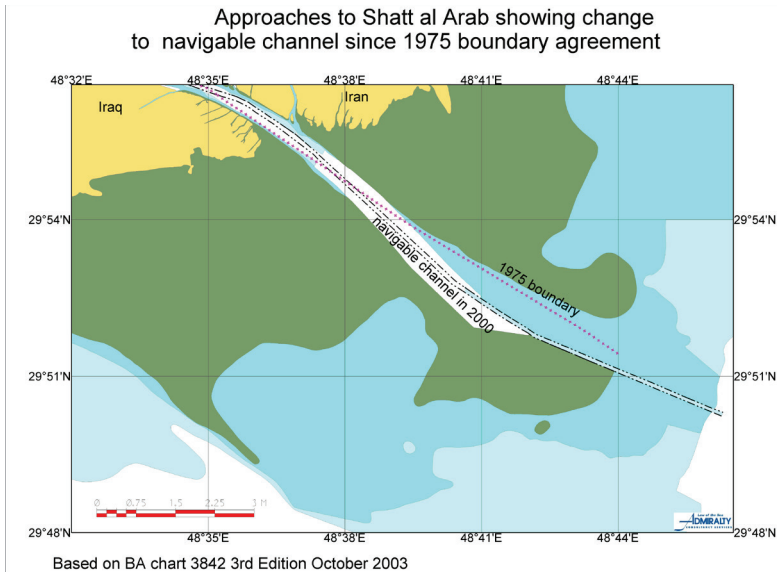 Approaches to Shatt al Arab showing change
to navigable channel since 1975 boundary agreement
48°32'E 48°35'E 48°38'E 48°41'E 48°44'E
Iraq
Iran
29°54'N 29°54'N
navigable channel in 2000
1975 boundary
29°51'N 29°51'N
0 0.75 1.5 2.25 3 M
ADMIRALTY
29°48'N 29°48'N
48°35'E 48°38'E 48°41'E 48°44'E
Based on BA chart 3842 3rd Edition October 2003